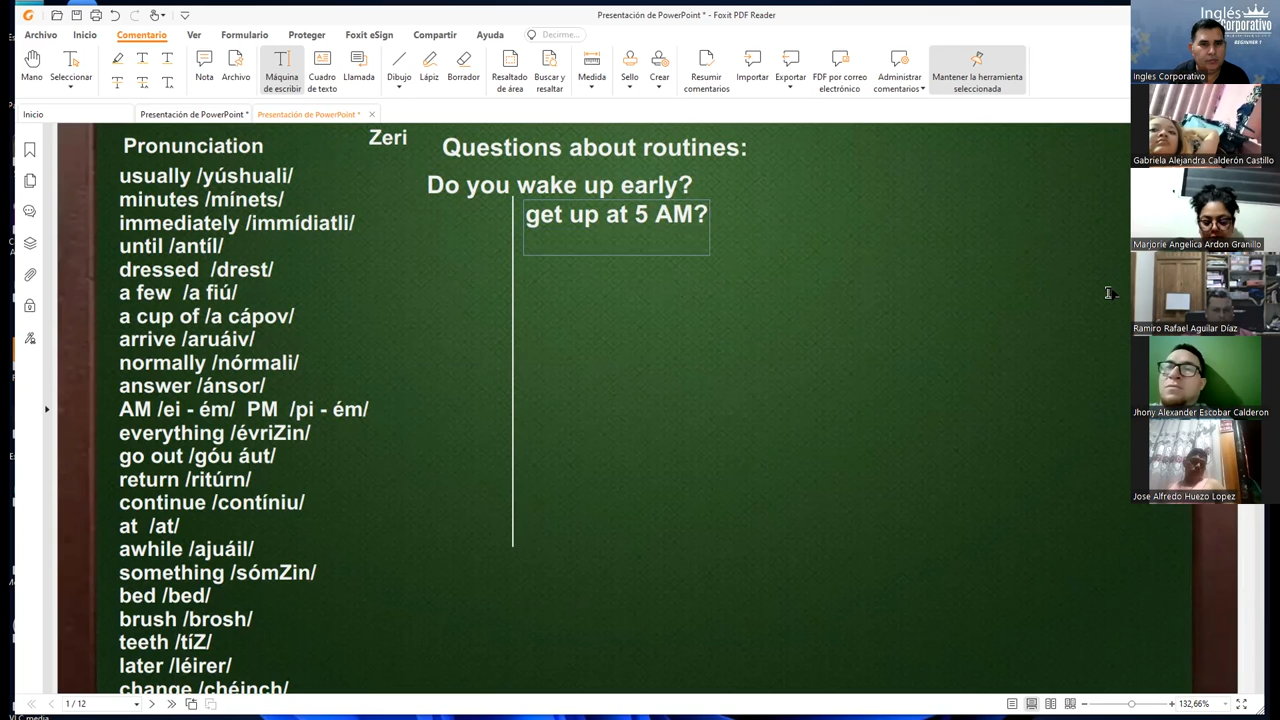 Presentación de PowerPoint * - Foxit PDF Reader
Archivo Inicio Comentario Ver Formulario Proteger Foxit eSign Compartir Ayuda Decirme...
Mano Seleccionar Nota Archivo Máquina de escribir Cuadro de texto Llamada Dibujo Lápiz Borrador Resaltado de área Buscar y resaltar Medida Sello Crear Resumir comentarios Importar Exportar PDF por correo electrónico Administrar comentarios Mantener la herramienta seleccionada
Inicio Presentación de PowerPoint * Presentación de PowerPoint *
Zeri
Pronunciation
usually /yúshuali/
minutes /mínets/
immediately /immídiatli/
until /antíl/
dressed /drest/
a few /a fiú/
a cup of /a cápov/
arrive /aruáiv/
normally /nórmali/
answer /ánsor/
AM /ei - ém/ PM /pi - ém/
everything /évriZin/
go out /góu áut/
return /ritúrn/
continue /contíniu/
at /at/
awhile /ajuáil/
something /sómZin/
bed /bed/
brush /brosh/
teeth /tíZ/
later /léirer/
change /chéinch/
Questions about routines:
Do you wake up early?
get up at 5 AM?
Inglés
Corporativo
BEGINNER 1
Ingles Corporativo
Gabriela Alejandra Calderón Castillo
Marjorie Angelica Ardon Granillo
Ramiro Rafael Aguilar Díaz
Jhony Alexander Escobar Calderon
Jose Alfredo Huezo Lopez
1 / 12
132,66%
VLC media